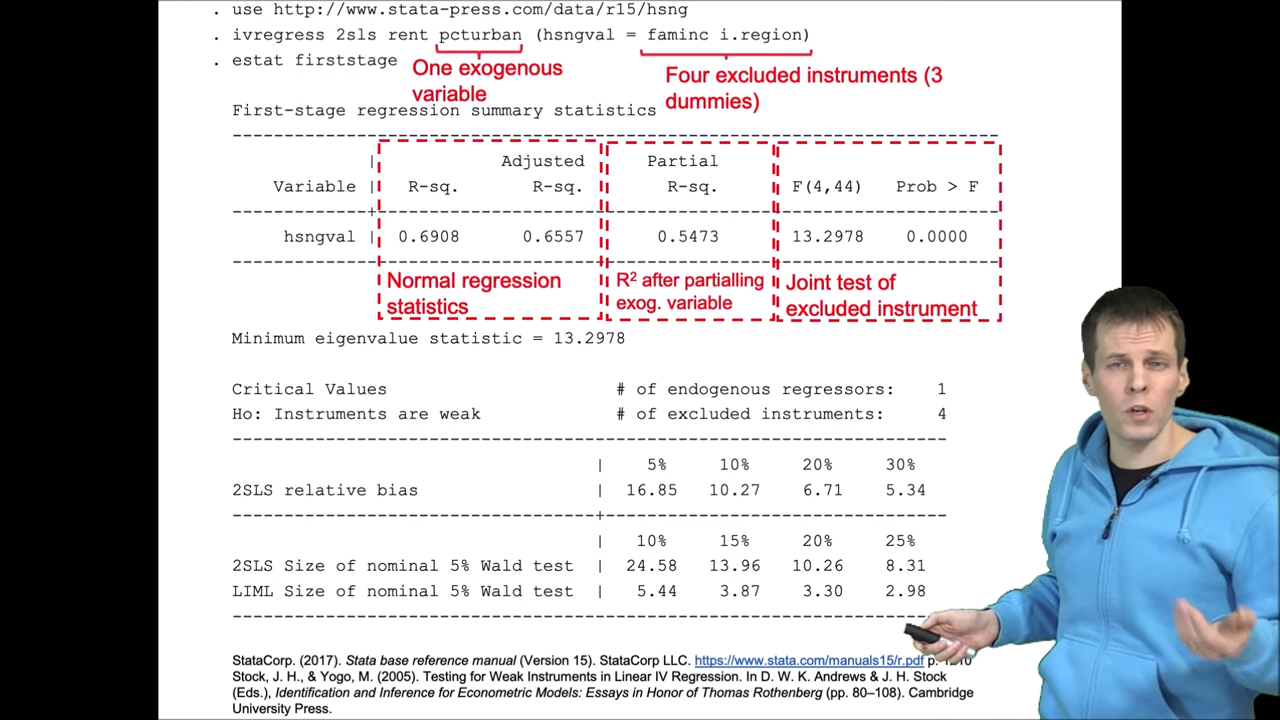 . use http://www.stata-press.com/data/r15/hsng
. ivregress 2sls rent pcturban (hsngval = faminc i.region)
. estat firststage
One exogenous
variable
Four excluded instruments (3
dummies)
First-stage regression summary statistics
Adjusted Partial
Variable | R-sq. R-sq. R-sq. F(4,44) Prob > F
hsngval | 0.6908 0.6557 0.5473 13.2978 0.0000
Normal regression
statistics
R² after partialling
exog. variable
Joint test of
excluded instrument
Minimum eigenvalue statistic = 13.2978
Critical Values # of endogenous regressors: 1
Ho: Instruments are weak # of excluded instruments: 4
| 5% 10% 20% 30%
2SLS relative bias | 16.85 10.27 6.71 5.34
| 10% 15% 20% 25%
2SLS Size of nominal 5% Wald test | 24.58 13.96 10.26 8.31
LIML Size of nominal 5% Wald test | 5.44 3.87 3.30 2.98
StataCorp. (2017). Stata base reference manual (Version 15). StataCorp LLC. https://www.stata.com/manuals15/r.pdf p.
Stock, J. H., & Yogo, M. (2005). Testing for Weak Instruments in Linear IV Regression. In D. W. K. Andrews & J. H. Stock
(Eds.), Identification and Inference for Econometric Models: Essays in Honor of Thomas Rothenberg (pp. 80–108). Cambridge
University Press.